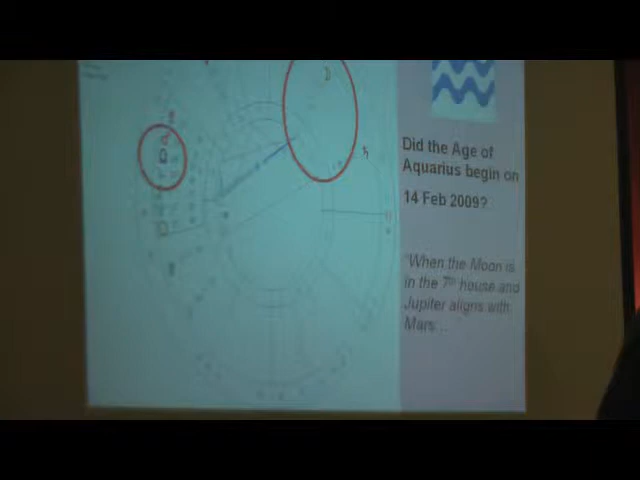 Did the Age of
Aquarius begin on
14 Feb 2009?
"When the Moon is
in the 7th house and
Jupiter aligns with
Mars...